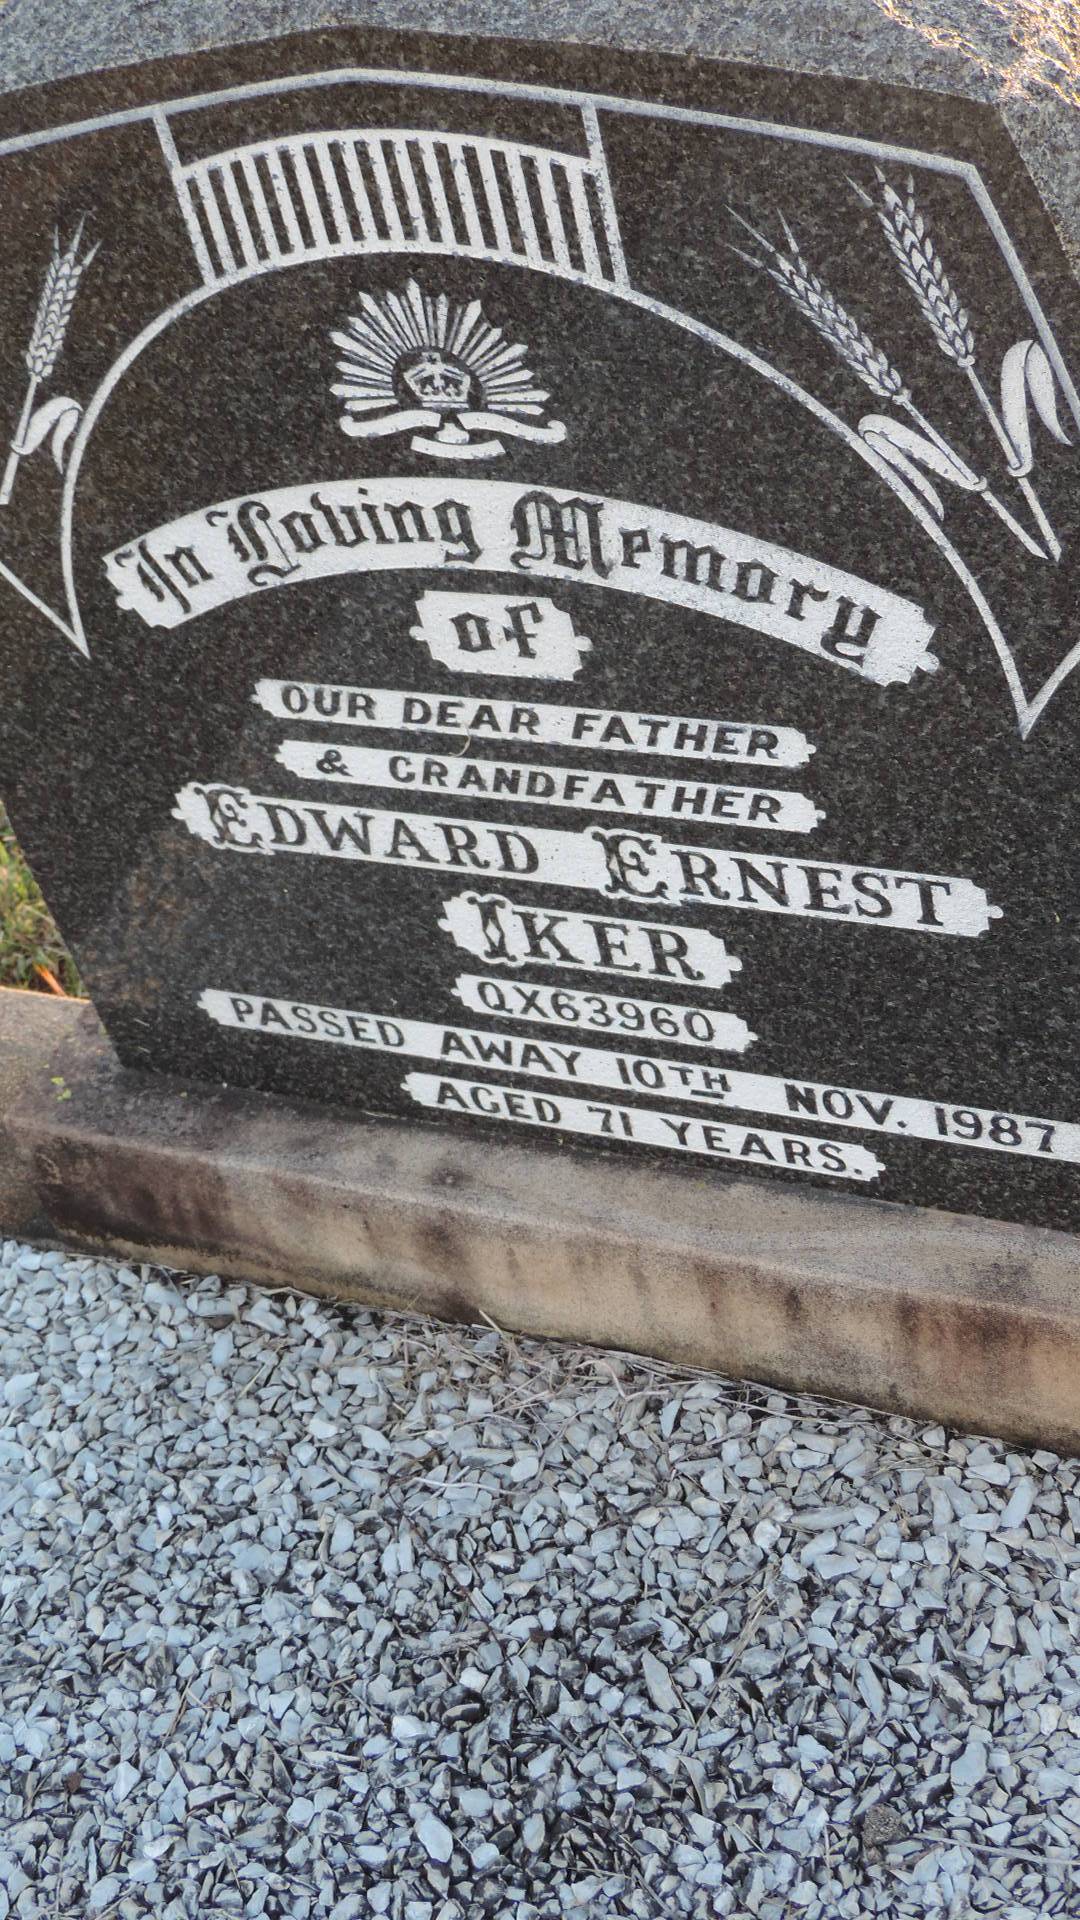 In Loving Memory
of
OUR DEAR FATHER
& GRANDFATHER
EDWARD ERNEST
IKER
QX63960
PASSED AWAY 10TH NOV. 1987
AGED 71 YEARS.